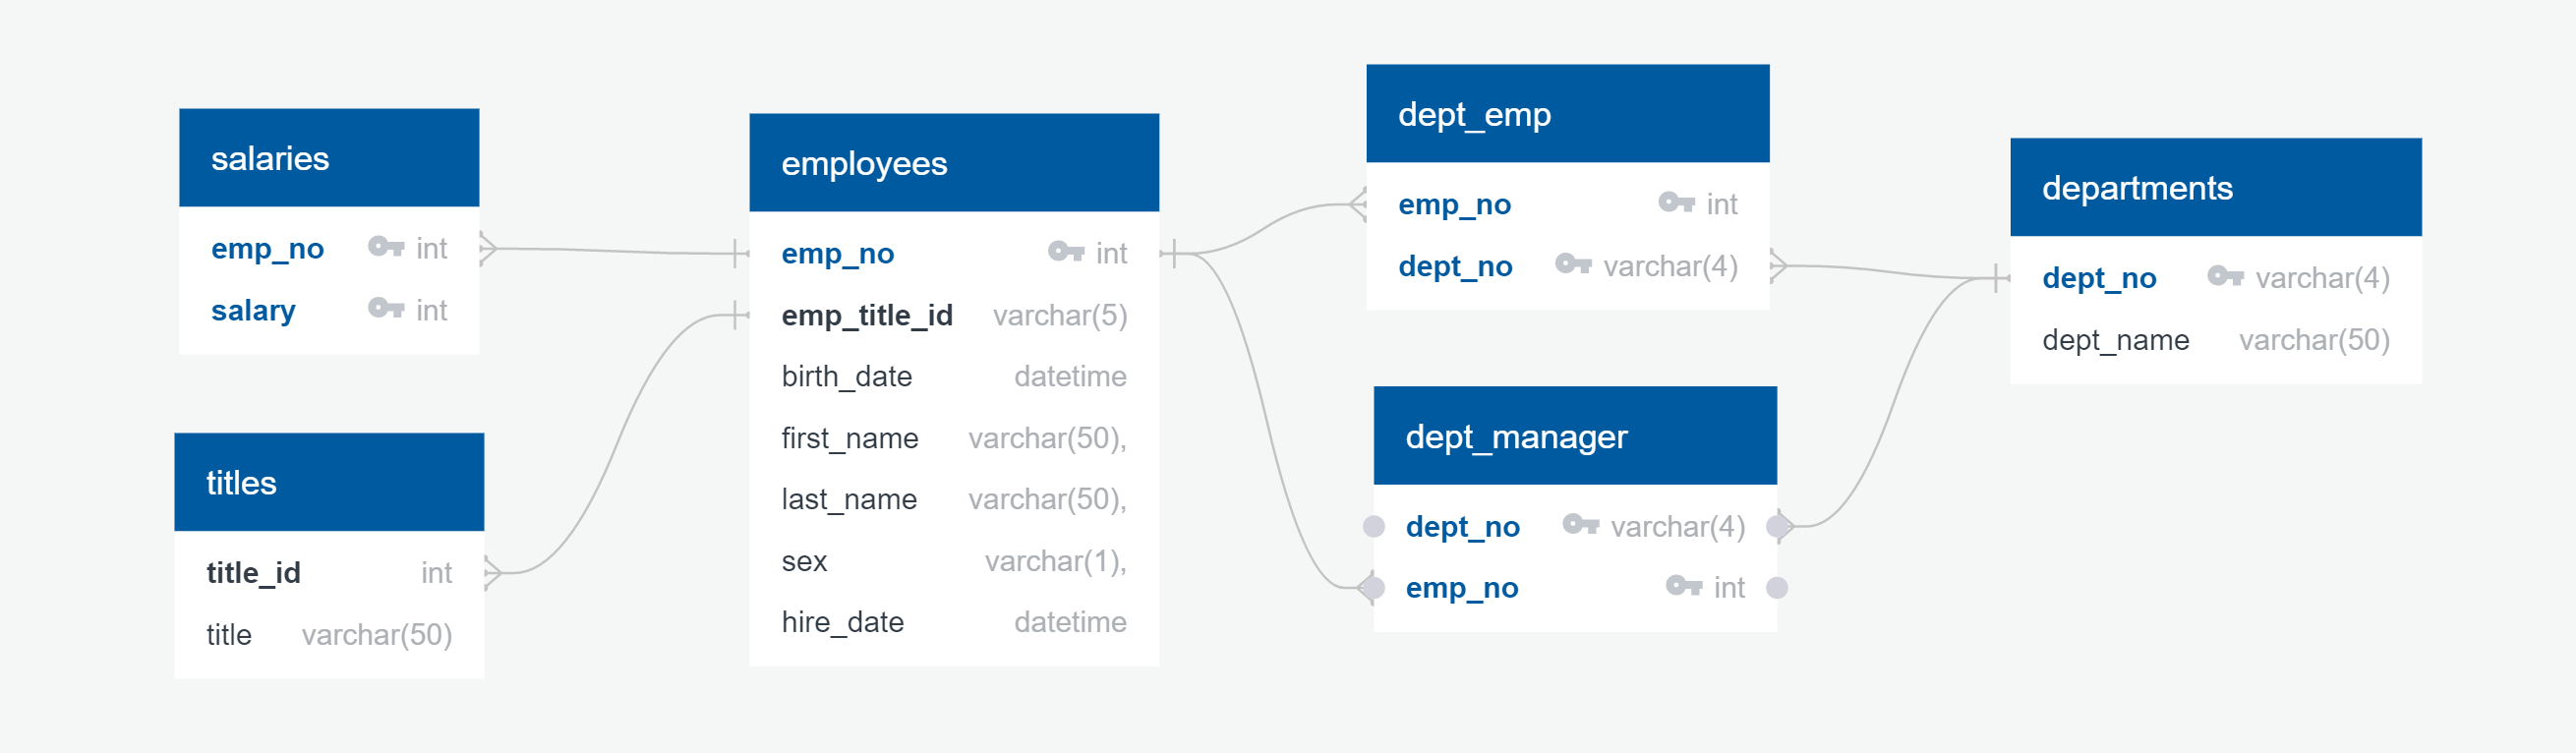 salaries
emp_no int
salary int
titles
title_id int
title varchar(50)
employees
emp_no int
emp_title_id varchar(5)
birth_date datetime
first_name varchar(50),
last_name varchar(50),
sex varchar(1),
hire_date datetime
dept_emp
emp_no int
dept_no varchar(4)
dept_manager
dept_no varchar(4)
emp_no int
departments
dept_no varchar(4)
dept_name varchar(50)